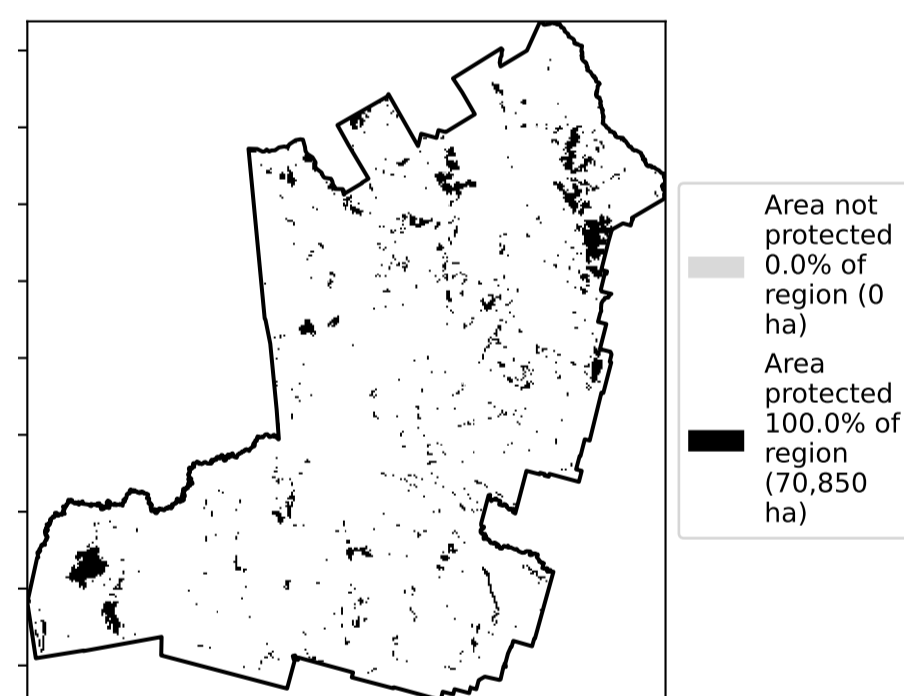 Area not
protected
0.0% of
region (0
ha)
Area
protected
100.0% of
region
(70,850
ha)